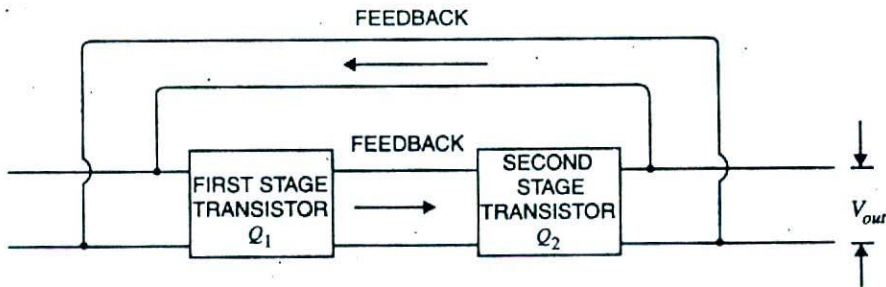 FEEDBACK
FEEDBACK
FIRST STAGE
TRANSISTOR
Q1
SECOND
STAGE
TRANSISTOR
Q2
Vout